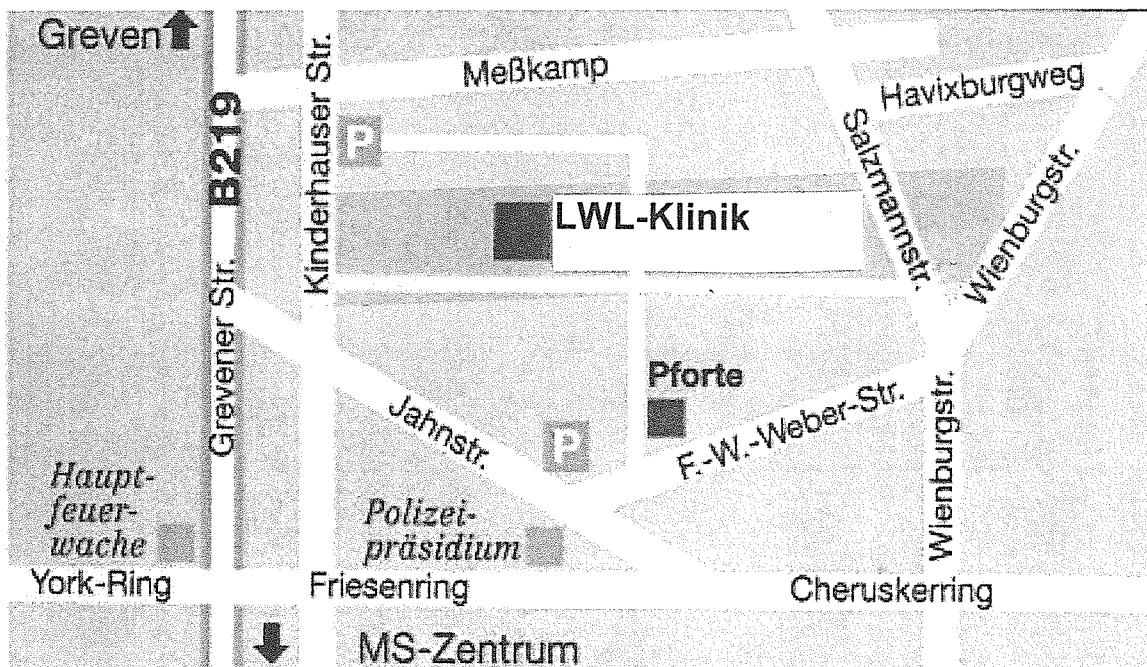 Greven
Meßkamp
Havixburgweg
B219
Kinderhauser Str.
P
Salzmannstr.
Wienburgstr.
LWL-Klinik
Grevener Str.
Pforte
Jahnstr.
P
F.-W.-Weber-Str.
Wienburgstr.
Haupt-
feuer-
wache
Polizei-
präsidium
York-Ring
Friesenring
Cheruskerring
MS-Zentrum